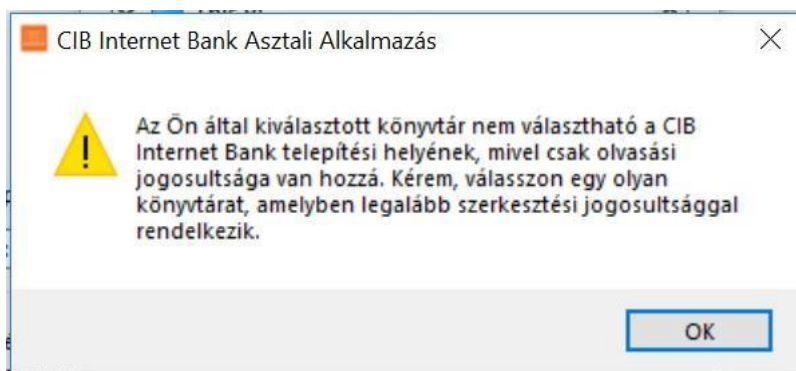 CIB Internet Bank Asztali Alkalmazás
Az Ön által kiválasztott könyvtár nem választható a CIB
Internet Bank telepítési helyének, mivel csak olvasási
jogosultsága van hozzá. Kérem, válasszon egy olyan
könyvtárat, amelyben legalább szerkesztési jogosultsággal
rendelkezik.
OK